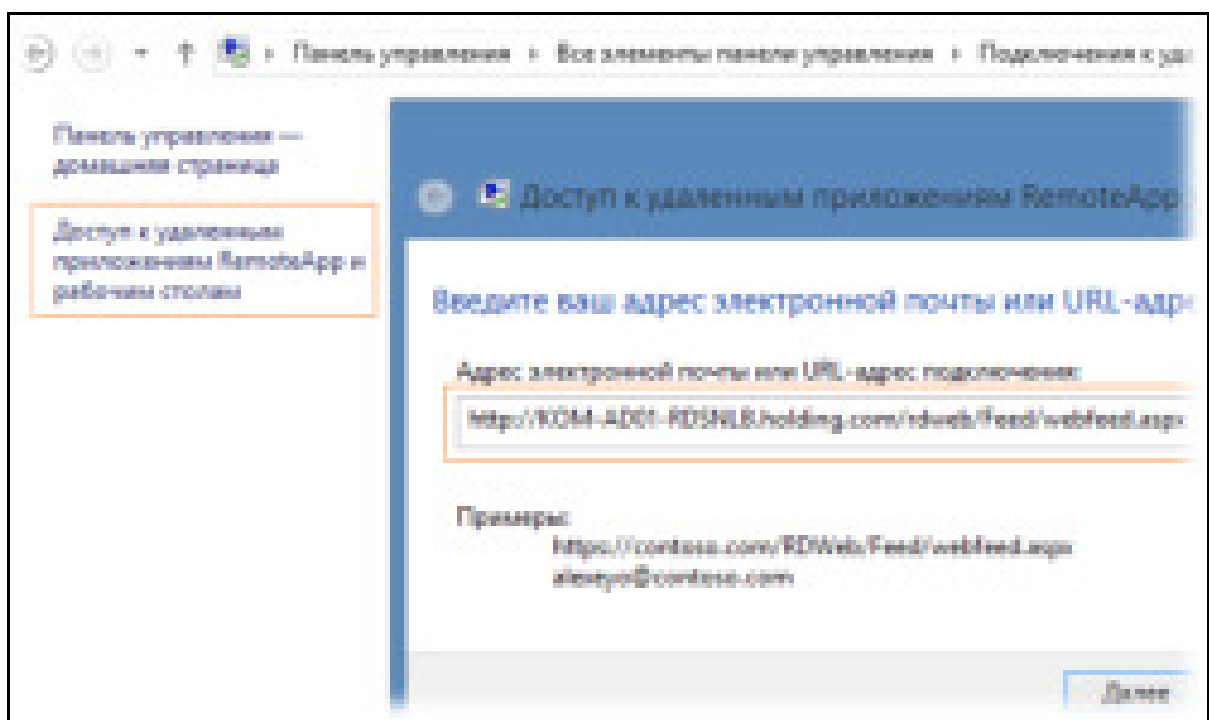 Панель управления › Все элементы панели управления › Подключения к уд
Панель управления —
домашняя страница
Доступ к удаленным
приложениям RemoteApp и
рабочим столам
Доступ к удаленным приложениям RemoteApp
Введите ваш адрес электронной почты или URL-адр
Адрес электронной почты или URL-адрес подключения:
http://KOM-AD01-RDSNLB.holding.com/rdweb/Feed/webfeed.aspx
Примеры:
https://contoso.com/RDWeb/Feed/webfeed.aspx
alexeyo@contoso.com
Далее